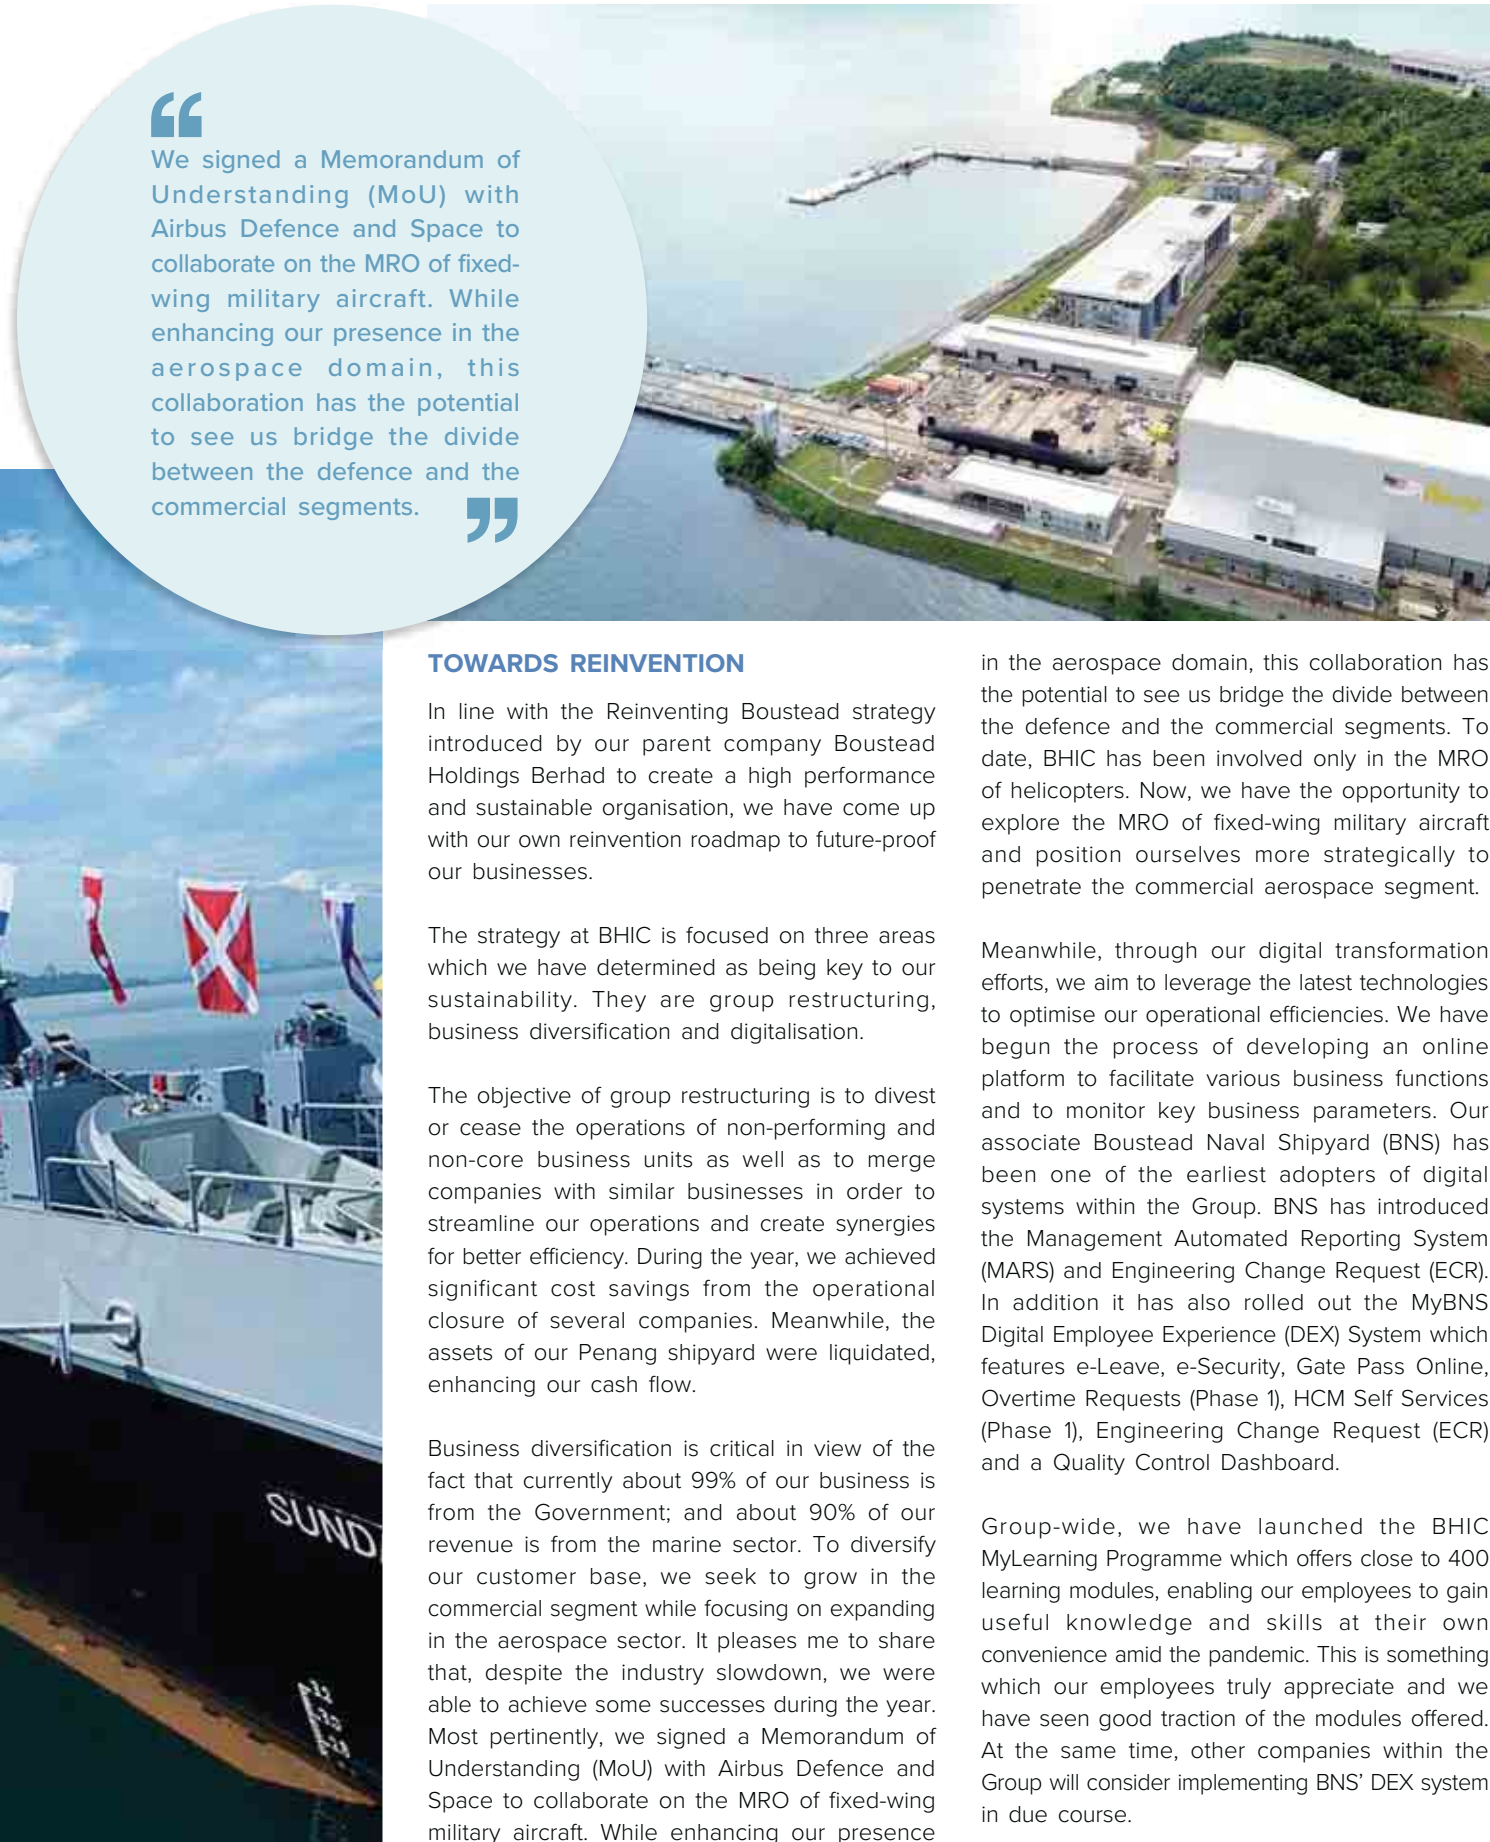 “
We signed a Memorandum of
Understanding (MoU) with
Airbus Defence and Space to
collaborate on the MRO of fixed-
wing military aircraft. While
enhancing our presence in the
aerospace domain, this
collaboration has the potential
to see us bridge the divide
between the defence and the
commercial segments.
”
SUND
TOWARDS REINVENTION
In line with the Reinventing Boustead strategy
introduced by our parent company Boustead
Holdings Berhad to create a high performance
and sustainable organisation, we have come up
with our own reinvention roadmap to future-proof
our businesses.
The strategy at BHIC is focused on three areas
which we have determined as being key to our
sustainability. They are group restructuring,
business diversification and digitalisation.
The objective of group restructuring is to divest
or cease the operations of non-performing and
non-core business units as well as to merge
companies with similar businesses in order to
streamline our operations and create synergies
for better efficiency. During the year, we achieved
significant cost savings from the operational
closure of several companies. Meanwhile, the
assets of our Penang shipyard were liquidated,
enhancing our cash flow.
Business diversification is critical in view of the
fact that currently about 99% of our business is
from the Government; and about 90% of our
revenue is from the marine sector. To diversify
our customer base, we seek to grow in the
commercial segment while focusing on expanding
in the aerospace sector. It pleases me to share
that, despite the industry slowdown, we were
able to achieve some successes during the year.
Most pertinently, we signed a Memorandum of
Understanding (MoU) with Airbus Defence and
Space to collaborate on the MRO of fixed-wing
military aircraft. While enhancing our presence
in the aerospace domain, this collaboration has
the potential to see us bridge the divide between
the defence and the commercial segments. To
date, BHIC has been involved only in the MRO
of helicopters. Now, we have the opportunity to
explore the MRO of fixed-wing military aircraft
and position ourselves more strategically to
penetrate the commercial aerospace segment.
Meanwhile, through our digital transformation
efforts, we aim to leverage the latest technologies
to optimise our operational efficiencies. We have
begun the process of developing an online
platform to facilitate various business functions
and to monitor key business parameters. Our
associate Boustead Naval Shipyard (BNS) has
been one of the earliest adopters of digital
systems within the Group. BNS has introduced
the Management Automated Reporting System
(MARS) and Engineering Change Request (ECR).
In addition it has also rolled out the MyBNS
Digital Employee Experience (DEX) System which
features e-Leave, e-Security, Gate Pass Online,
Overtime Requests (Phase 1), HCM Self Services
(Phase 1), Engineering Change Request (ECR)
and a Quality Control Dashboard.
Group-wide, we have launched the BHIC
MyLearning Programme which offers close to 400
learning modules, enabling our employees to gain
useful knowledge and skills at their own
convenience amid the pandemic. This is something
which our employees truly appreciate and we
have seen good traction of the modules offered.
At the same time, other companies within the
Group will consider implementing BNS’ DEX system
in due course.